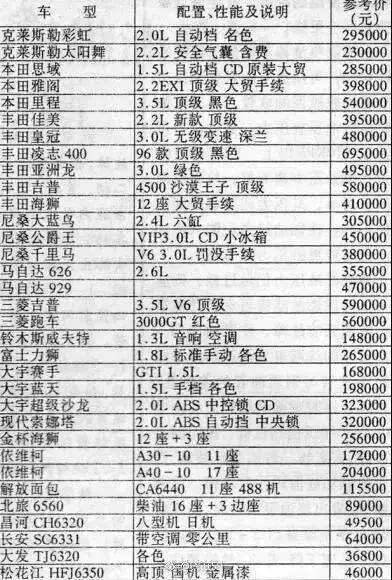 车 型 配置、性能及说明 参考价(元)
克莱斯勒彩虹 2.0L 自动档 名色 295000
克莱斯勒太阳舞 2.2L 安全气囊 含费 230000
本田思域 1.5L 自动档 CD 原装大贸 285000
本田雅阁 2.2EXI 顶级 大贸手续 398000
本田里程 3.5L 顶级 黑色 540000
丰田佳美 2.2L 新款 顶级 395000
丰田皇冠 3.0L 无级变速 深兰 480000
丰田凌志 400 96 款 顶级 黑色 695000
丰田亚洲龙 3.0L 绿色 495000
丰田吉普 4500 沙漠王子 顶级 580000
丰田海狮 12 座 大贸手续 410000
尼桑大蓝鸟 2.4L 六缸 305000
尼桑公爵王 VIP3.0L CD 小冰箱 450000
尼桑千里马 V6 3.0L 罚没手续 380000
马自达 626 2.6L 355000
马自达 929 470000
三菱吉普 3.5L V6 顶级 590000
三菱跑车 3000GT 红色 560000
铃木斯威夫特 1.3L 音响 空调 148000
富士力狮 1.8L 标准手动 各色 265000
大宇赛手 GTI 1.5L 168000
大宇蓝天 1.5L 手档 各色 198000
大宇超级沙龙 2.0L ABS 中控锁 CD 323000
现代索娜塔 2.0L ABS 自动挡 中央锁 320000
金杯海狮 12 座+3 座 256000
依维柯 A30-10 11 座 172000
依维柯 A40-10 17 座 204000
解放面包 CA6440 11 座 488 机 115500
北旅 6560 柴油 16 座+3 边座 89000
昌河 CH6320 八型机 日机 49500
长安 SC6331 带空调 零公里 64000
大发 TJ6320 各色 36800
松花江 HFJ6350 高顶 国机 金属漆 46000